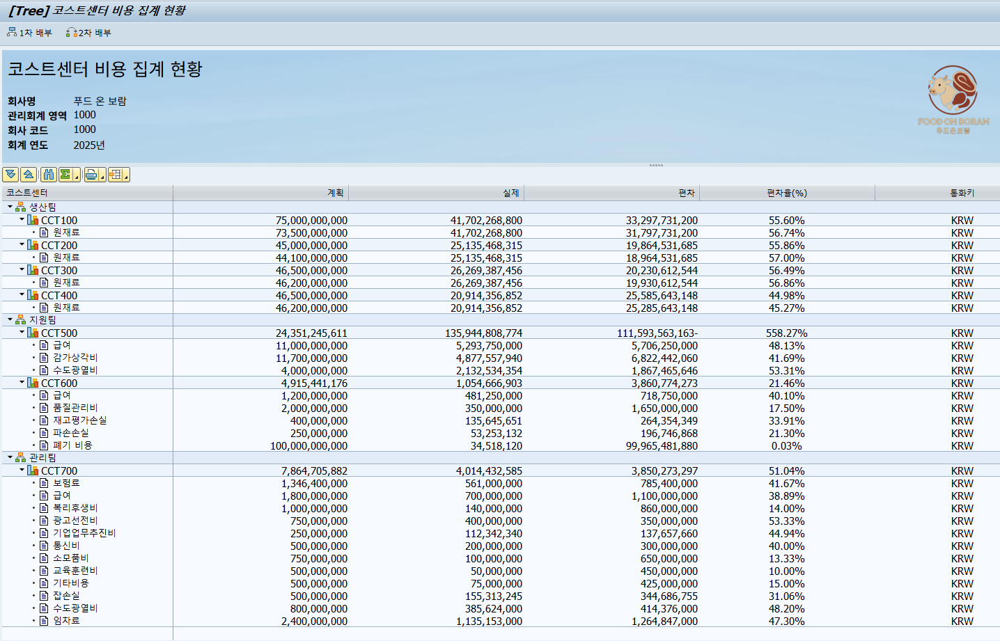 [Tree] 코스트센터 비용 집계 현황
1차 배부 2차 배부
코스트센터 비용 집계 현황
회사명 푸드 온 보람
관리회계 영역 1000
회사 코드 1000
회계 연도 2025년
FOOD ON BORAM
푸드온보람
코스트센터 계획 실제 편차 편차율(%) 통화키
생산팀
CCT100 75,000,000,000 41,702,268,800 33,297,731,200 55.60% KRW
원재료 73,500,000,000 41,702,268,800 31,797,731,200 56.74% KRW
CCT200 45,000,000,000 25,135,468,315 19,864,531,685 55.86% KRW
원재료 44,100,000,000 25,135,468,315 18,964,531,685 57.00% KRW
CCT300 46,500,000,000 26,269,387,456 20,230,612,544 56.49% KRW
원재료 46,200,000,000 26,269,387,456 19,930,612,544 56.86% KRW
CCT400 46,500,000,000 20,914,356,852 25,585,643,148 44.98% KRW
원재료 46,200,000,000 20,914,356,852 25,285,643,148 45.27% KRW
지원팀
CCT500 24,351,245,611 135,944,808,774 111,593,563,163- 558.27% KRW
급여 11,000,000,000 5,293,750,000 5,706,250,000 48.13% KRW
감가상각비 11,700,000,000 4,877,557,940 6,822,442,060 41.69% KRW
수도광열비 4,000,000,000 2,132,534,354 1,867,465,646 53.31% KRW
CCT600 4,915,441,176 1,054,666,903 3,860,774,273 21.46% KRW
급여 1,200,000,000 481,250,000 718,750,000 40.10% KRW
품질관리비 2,000,000,000 350,000,000 1,650,000,000 17.50% KRW
재고평가손실 400,000,000 135,645,651 264,354,349 33.91% KRW
파손손실 250,000,000 53,253,132 196,746,868 21.30% KRW
폐기 비용 100,000,000,000 34,518,120 99,965,481,880 0.03% KRW
관리팀
CCT700 7,864,705,882 4,014,432,585 3,850,273,297 51.04% KRW
보험료 1,346,400,000 561,000,000 785,400,000 41.67% KRW
급여 1,800,000,000 700,000,000 1,100,000,000 38.89% KRW
복리후생비 1,000,000,000 140,000,000 860,000,000 14.00% KRW
광고선전비 750,000,000 400,000,000 350,000,000 53.33% KRW
기업업무추진비 250,000,000 112,342,340 137,657,660 44.94% KRW
통신비 500,000,000 200,000,000 300,000,000 40.00% KRW
소모품비 750,000,000 100,000,000 650,000,000 13.33% KRW
교육훈련비 500,000,000 50,000,000 450,000,000 10.00% KRW
기타비용 500,000,000 75,000,000 425,000,000 15.00% KRW
잡손실 500,000,000 155,313,245 344,686,755 31.06% KRW
수도광열비 800,000,000 385,624,000 414,376,000 48.20% KRW
임차료 2,400,000,000 1,135,153,000 1,264,847,000 47.30% KRW